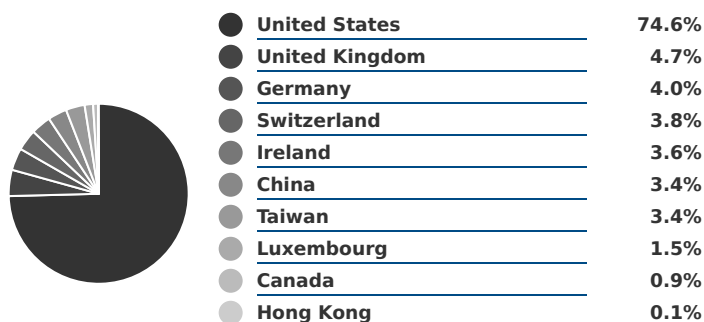 United States 74.6%
United Kingdom 4.7%
Germany 4.0%
Switzerland 3.8%
Ireland 3.6%
China 3.4%
Taiwan 3.4%
Luxembourg 1.5%
Canada 0.9%
Hong Kong 0.1%